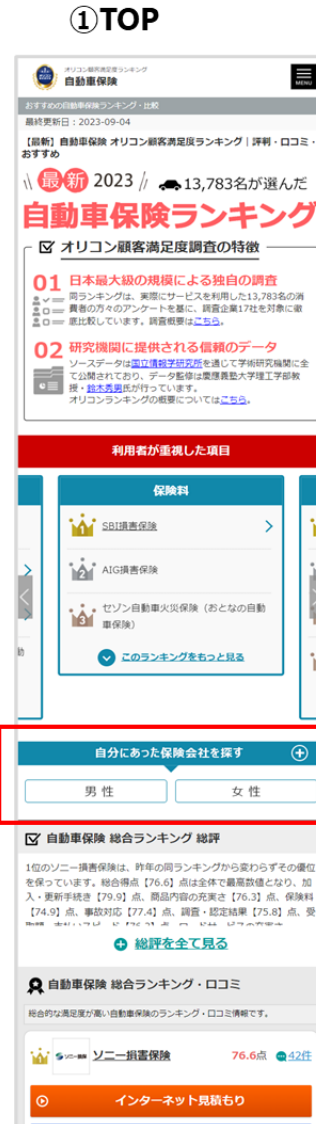 ①TOP
オリコン顧客満足度ランキング
自動車保険
MENU
おすすめの自動車保険ランキング・比較
最終更新日：2023-09-04
【最新】自動車保険 オリコン顧客満足度ランキング｜評判・口コミ・
おすすめ
最新 2023 13,783名が選んだ
自動車保険ランキング
オリコン顧客満足度調査の特徴
01 日本最大級の規模による独自の調査
同ランキングは、実際にサービスを利用した13,783名の消
費者の方々のアンケートを基に、調査企業17社を対象に徹
底比較しています。調査概要はこちら。
02 研究機関に提供される信頼のデータ
ソースデータは国立情報学研究所を通じて学術研究機関に全
て公開されており、データ監修は慶應義塾大学理工学部教
授・鈴木秀男氏が行っています。
オリコンランキングの概要についてはこちら。
利用者が重視した項目
保険料
1 SBI損害保険
2 AIG損害保険
3 セゾン自動車火災保険（おとなの自動
車保険）
このランキングをもっと見る
自分にあった保険会社を探す
男性 女性
自動車保険 総合ランキング 総評
1位のソニー損害保険は、昨年の同ランキングから変わらずその優位
を保っています。総合得点【76.6】点は全体で最高数値となり、加
入・更新手続き【79.9】点、商品内容の充実さ【76.3】点、保険料
【74.9】点、事故対応【77.4】点、調査・認定結果【75.8】点、受
総評を全て見る
自動車保険 総合ランキング・口コミ
総合的な満足度が高い自動車保険のランキング・口コミ情報です。
1 ソニー損保 ソニー損害保険 76.6点 42件
インターネット見積もり